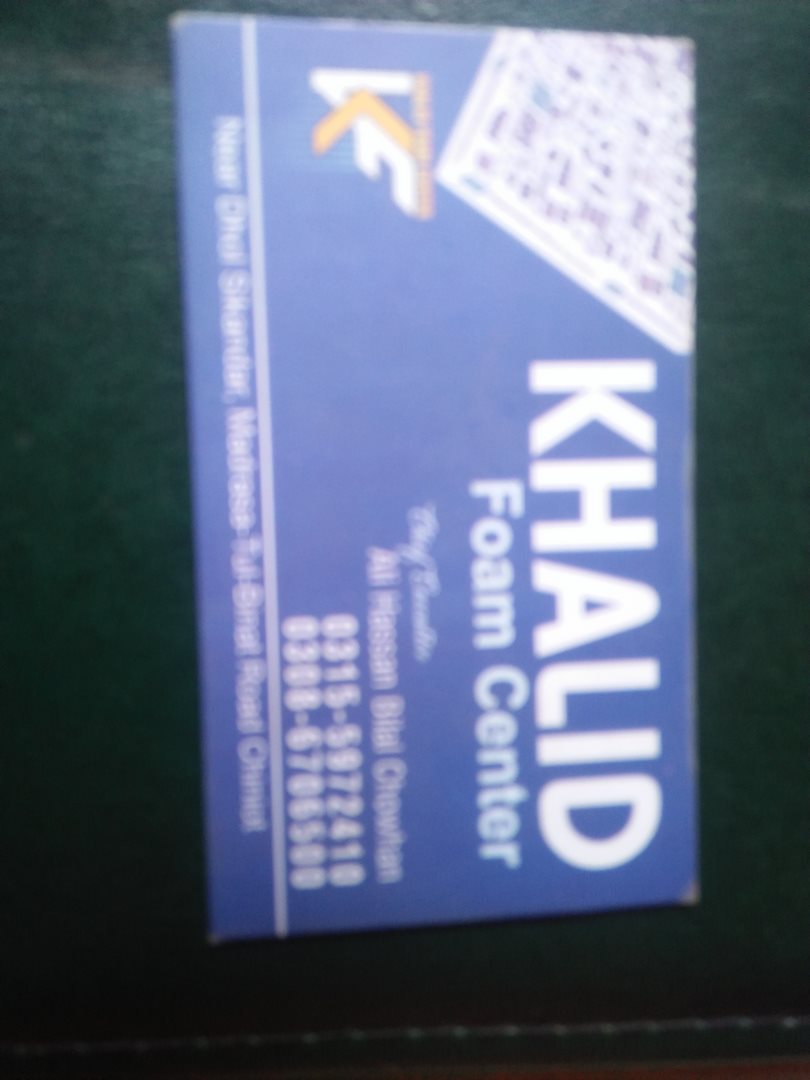 KHALID
Foam Center
Chief Executive
Ali Hassan Bilal Chowhan
0315-5972410
0306-6706500
Near Dhol Sikandar, Madrasa-Tul-Binat Road Chiniot